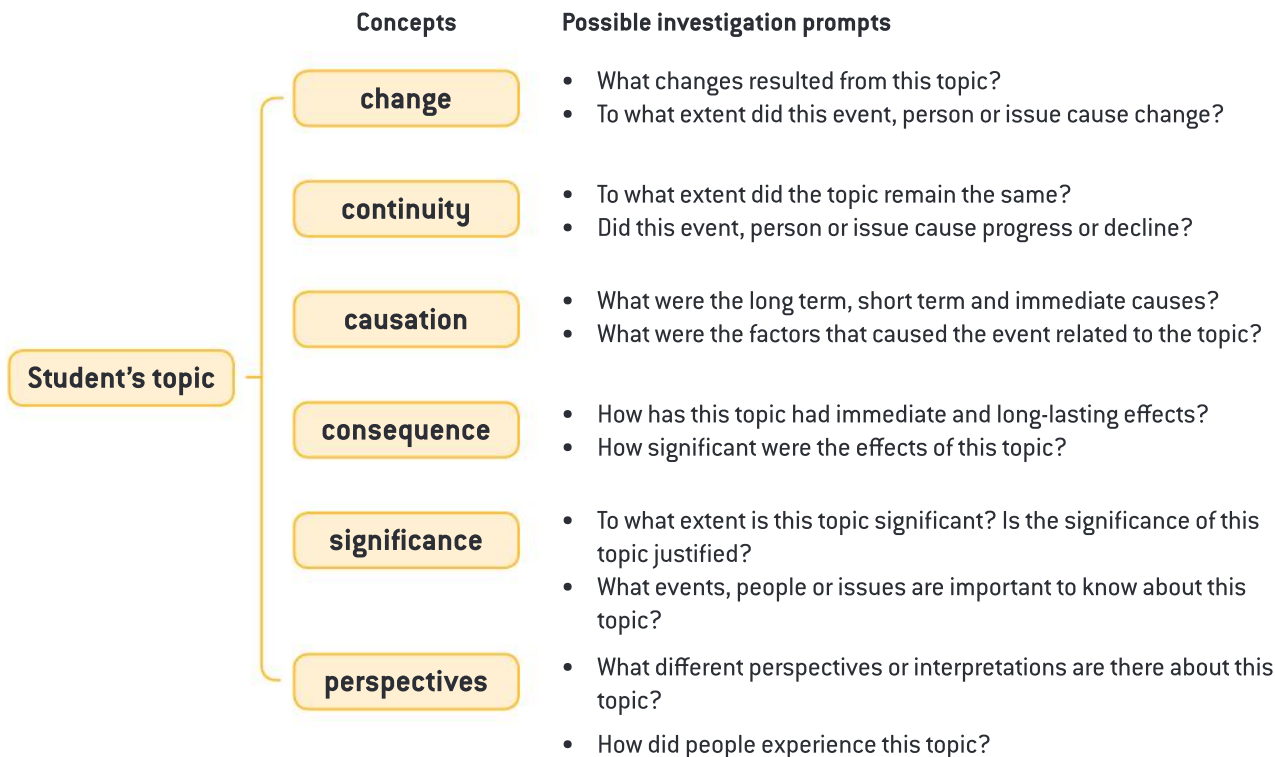 Concepts
Possible investigation prompts
change
• What changes resulted from this topic?
• To what extent did this event, person or issue cause change?
continuity
• To what extent did the topic remain the same?
• Did this event, person or issue cause progress or decline?
causation
• What were the long term, short term and immediate causes?
• What were the factors that caused the event related to the topic?
Student's topic
consequence
• How has this topic had immediate and long-lasting effects?
• How significant were the effects of this topic?
significance
• To what extent is this topic significant? Is the significance of this
topic justified?
• What events, people or issues are important to know about this
topic?
perspectives
• What different perspectives or interpretations are there about this
topic?
• How did people experience this topic?